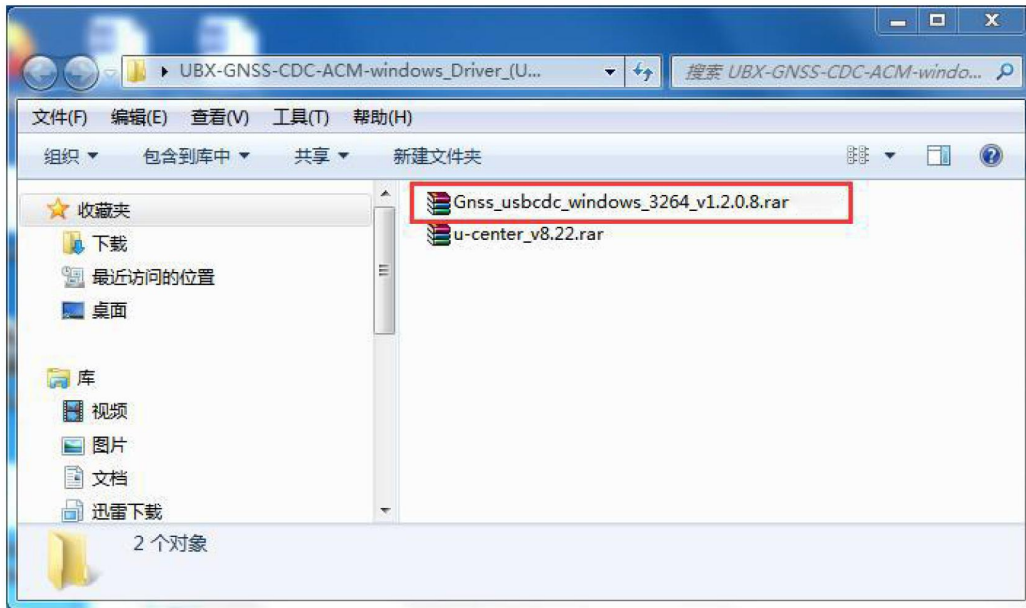 UBX-GNSS-CDC-ACM-windows_Driver_(U...
搜索 UBX-GNSS-CDC-ACM-windo...
文件(F) 编辑(E) 查看(V) 工具(T) 帮助(H)
组织 包含到库中 共享 新建文件夹
收藏夹
下载
最近访问的位置
桌面
库
视频
图片
文档
迅雷下载
Gnss_usbcdc_windows_3264_v1.2.0.8.rar
u-center_v8.22.rar
2 个对象